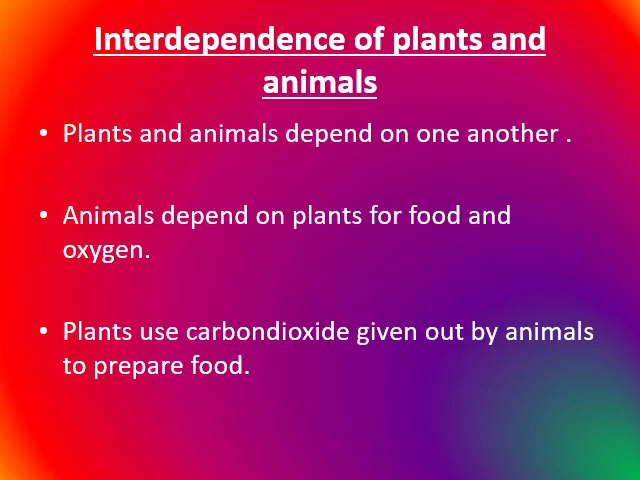 Interdependence of plants and
animals
• Plants and animals depend on one another .
• Animals depend on plants for food and
oxygen.
• Plants use carbondioxide given out by animals
to prepare food.